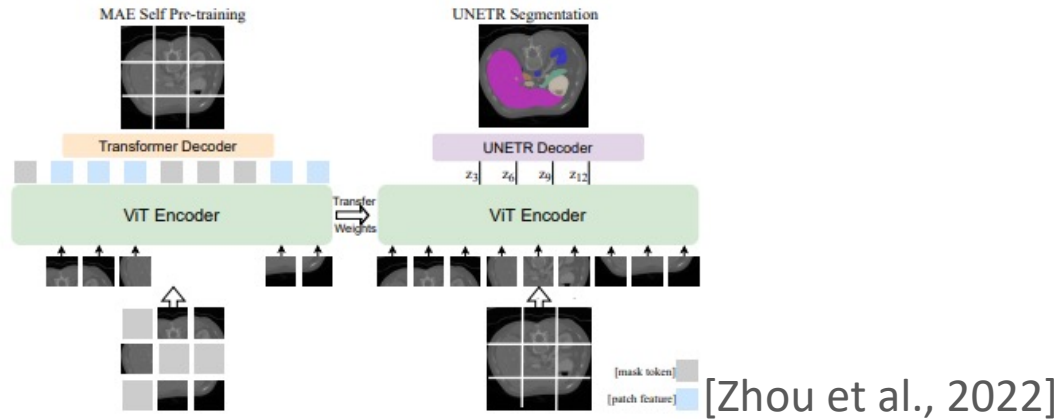 MAE Self Pre-training
UNETR Segmentation
Transformer Decoder
UNETR Decoder
z3 z6 z9 z12
ViT Encoder
Transfer
Weights
ViT Encoder
[mask token]
[patch feature]
[Zhou et al., 2022]